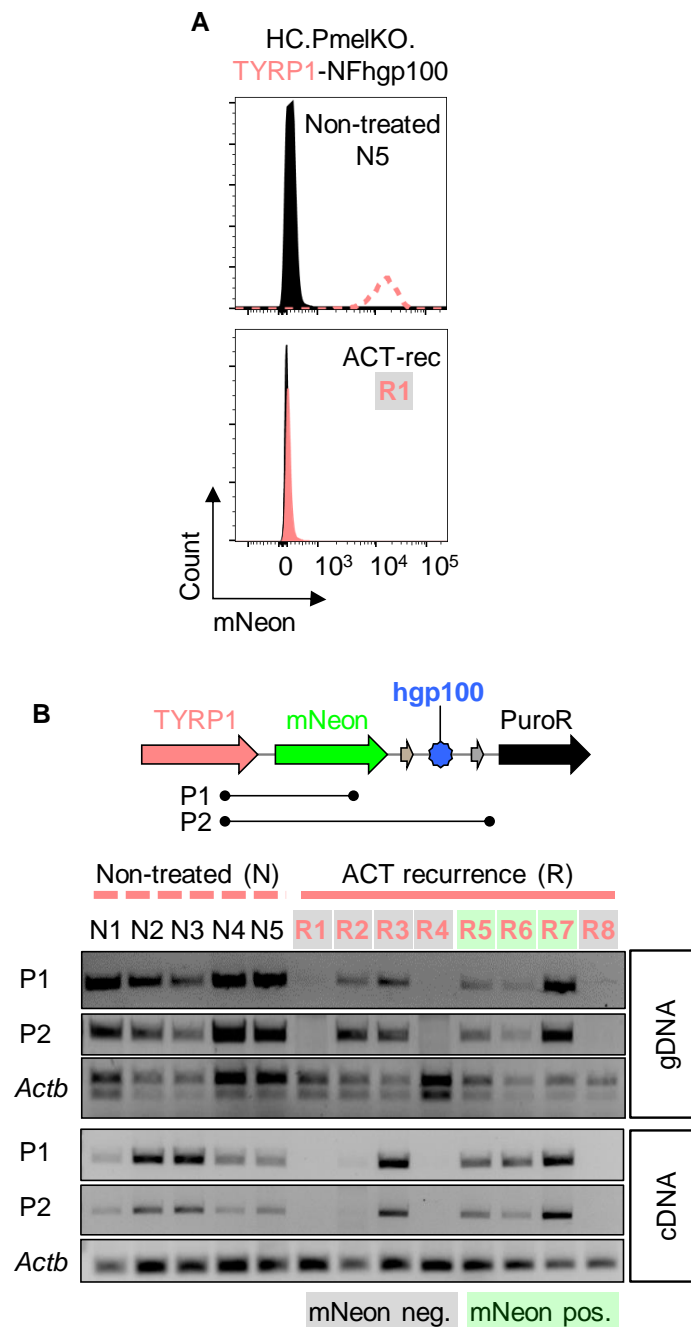 A
HC.PmelKO.
TYRP1-NFhgp100
Non-treated
N5
ACT-rec
R1
Count
0 10³ 10⁴ 10⁵
mNeon
B
hgp100
TYRP1 mNeon PuroR
P1
P2
Non-treated (N) ACT recurrence (R)
N1 N2 N3 N4 N5 R1 R2 R3 R4 R5 R6 R7 R8
P1
P2
Actb
gDNA
P1
P2
Actb
cDNA
mNeon neg. mNeon pos.